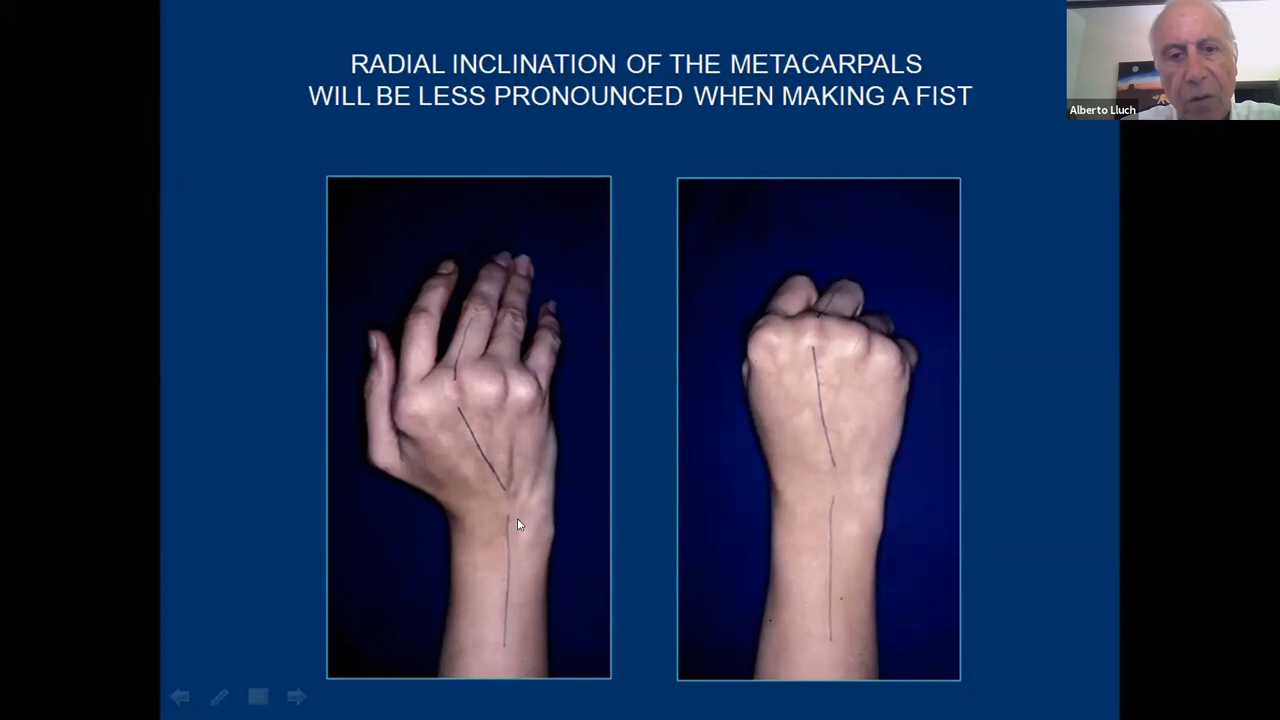 RADIAL INCLINATION OF THE METACARPALS
WILL BE LESS PRONOUNCED WHEN MAKING A FIST
Alberto Lluch